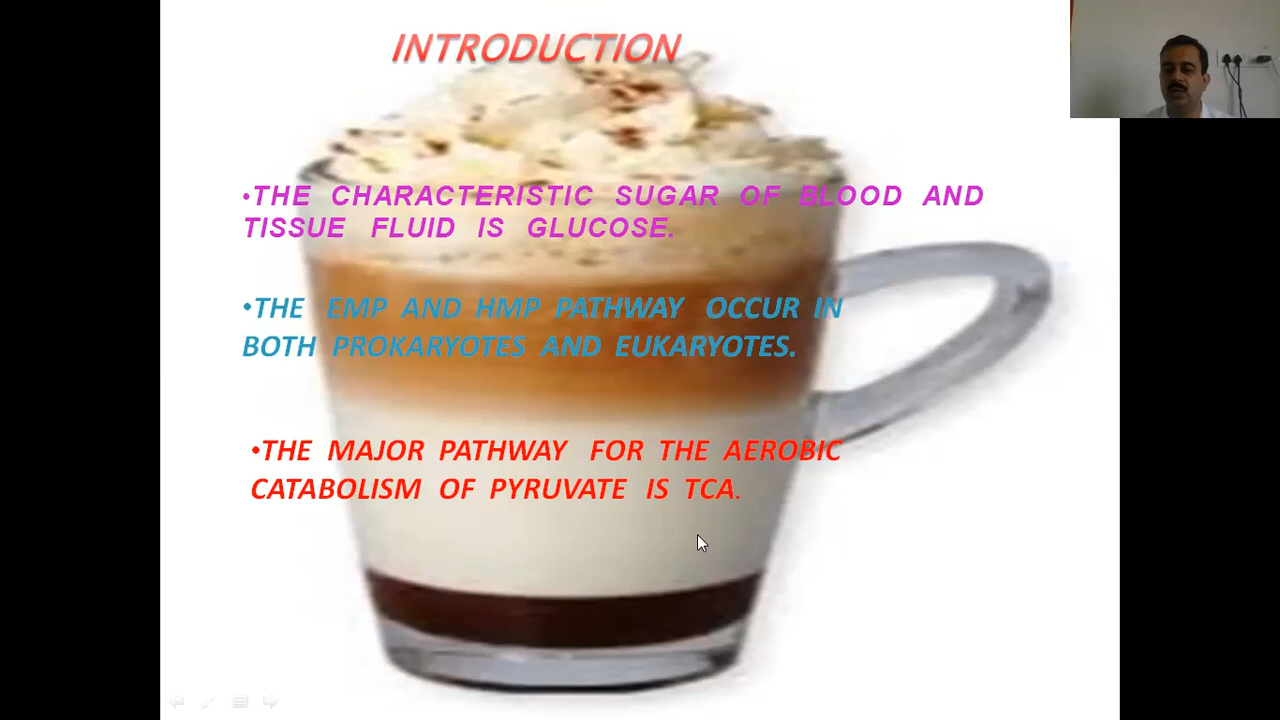 INTRODUCTION
•THE CHARACTERISTIC SUGAR OF BLOOD AND
TISSUE FLUID IS GLUCOSE.
•THE EMP AND HMP PATHWAY OCCUR IN
BOTH PROKARYOTES AND EUKARYOTES.
•THE MAJOR PATHWAY FOR THE AEROBIC
CATABOLISM OF PYRUVATE IS TCA.